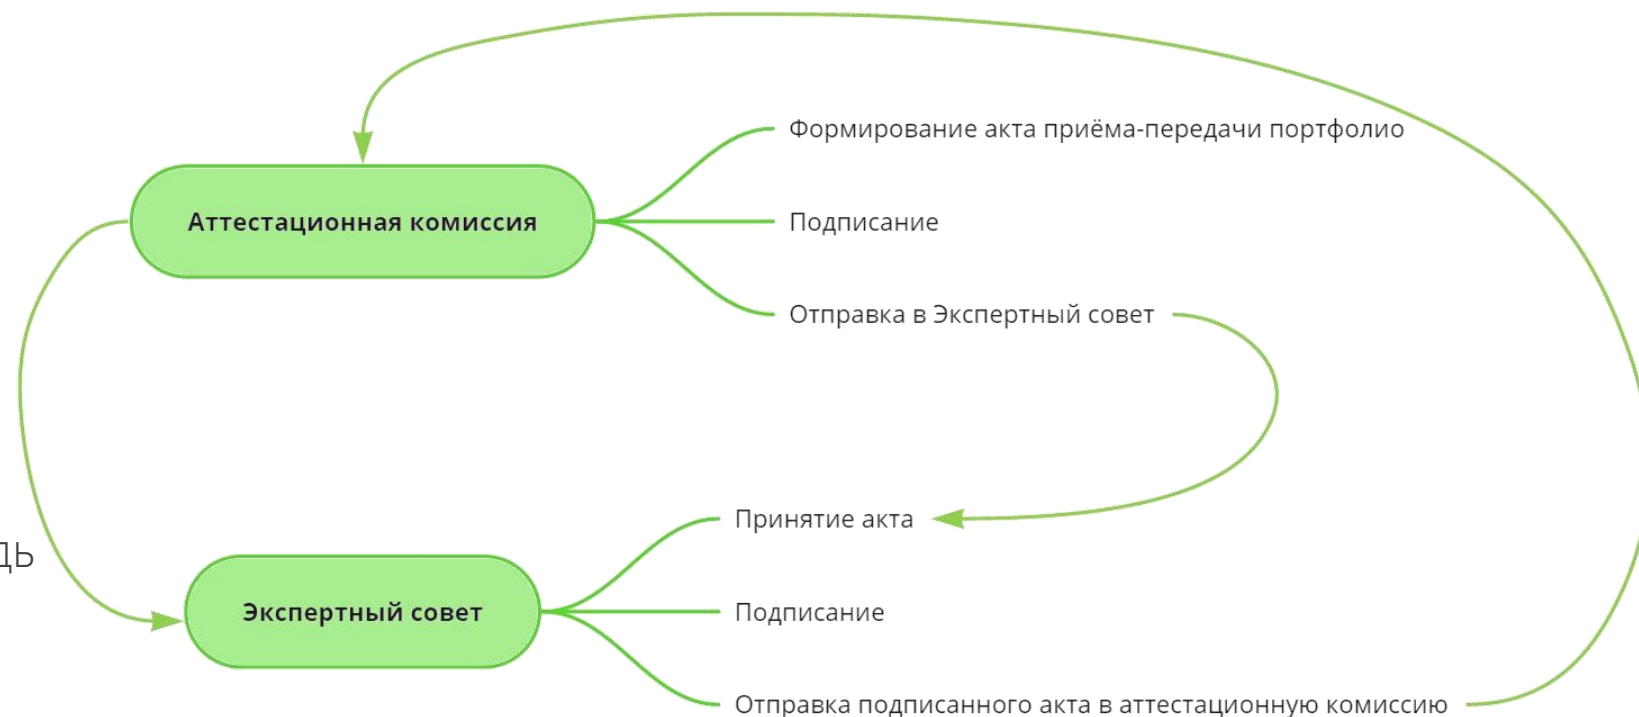 Формирование акта приёма-передачи портфолио
Аттестационная комиссия
Подписание
Отправка в Экспертный совет
Принятие акта
дь
Экспертный совет
Подписание
Отправка подписанного акта в аттестационную комиссию